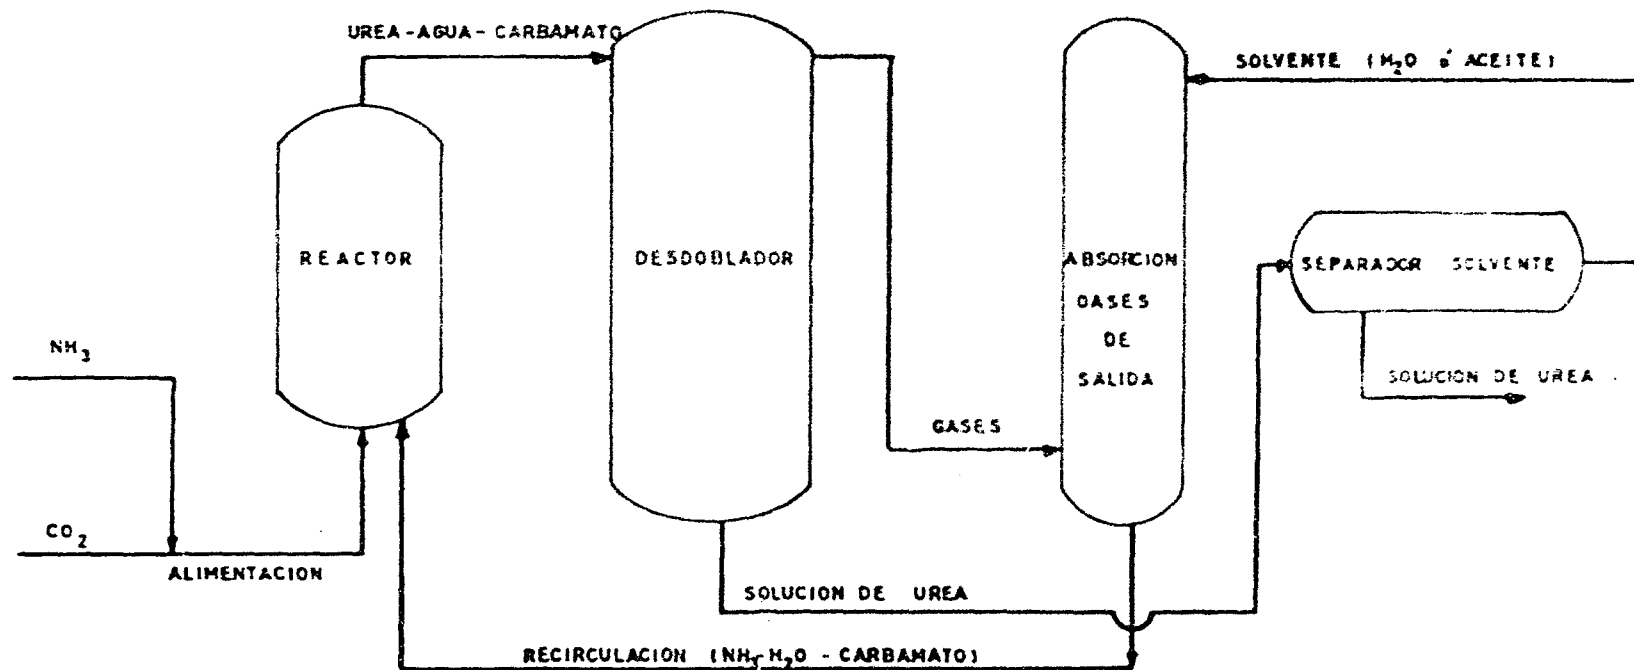 UREA-AGUA-CARBAMATO
SOLVENTE (H2O ó ACEITE)
REACTOR
DESDOBLADOR
ABSORCION
GASES
DE
SALIDA
SEPARADOR SOLVENTE
NH3
SOLUCION DE UREA
GASES
CO2
ALIMENTACION
SOLUCION DE UREA
RECIRCULACION (NH3-H2O - CARBAMATO)